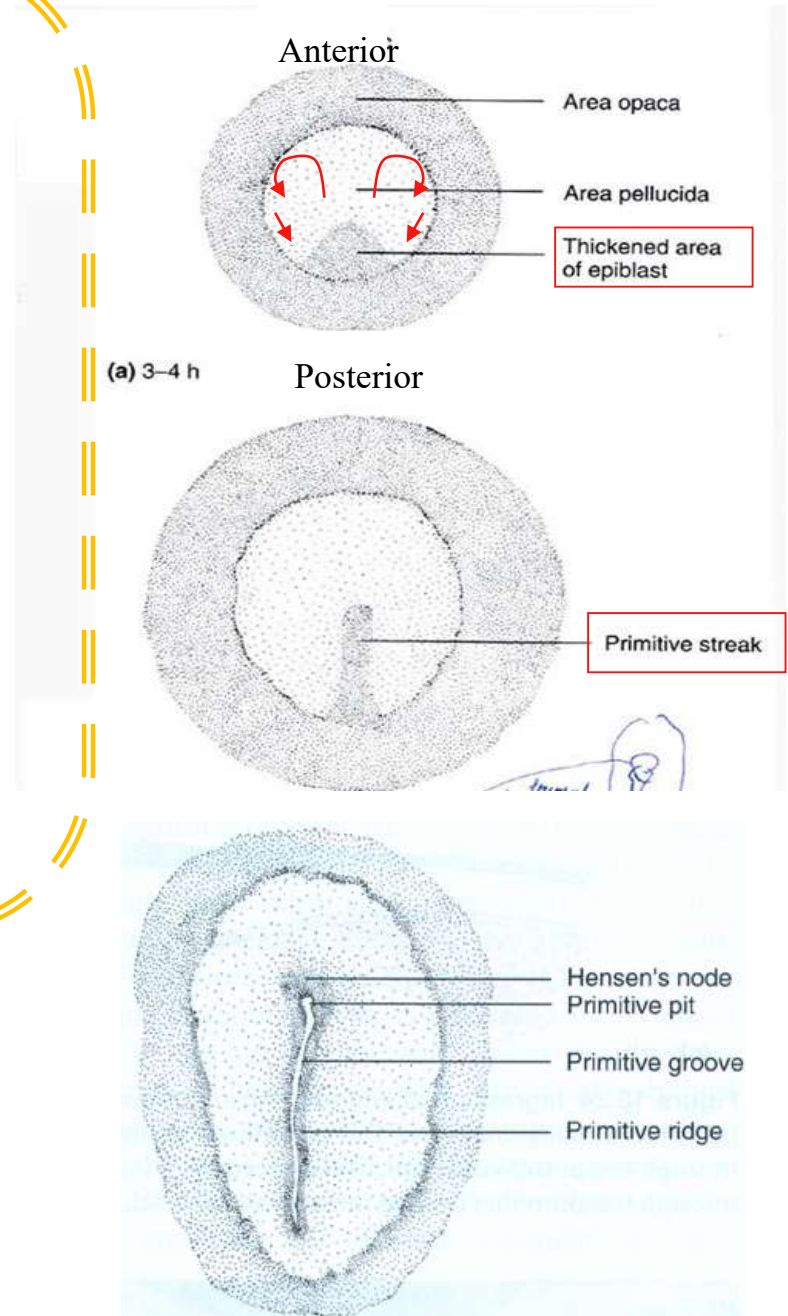 Anterior
Area opaca
Area pellucida
Thickened area
of epiblast
(a) 3–4 h
Posterior
Primitive streak
Hensen's node
Primitive pit
Primitive groove
Primitive ridge